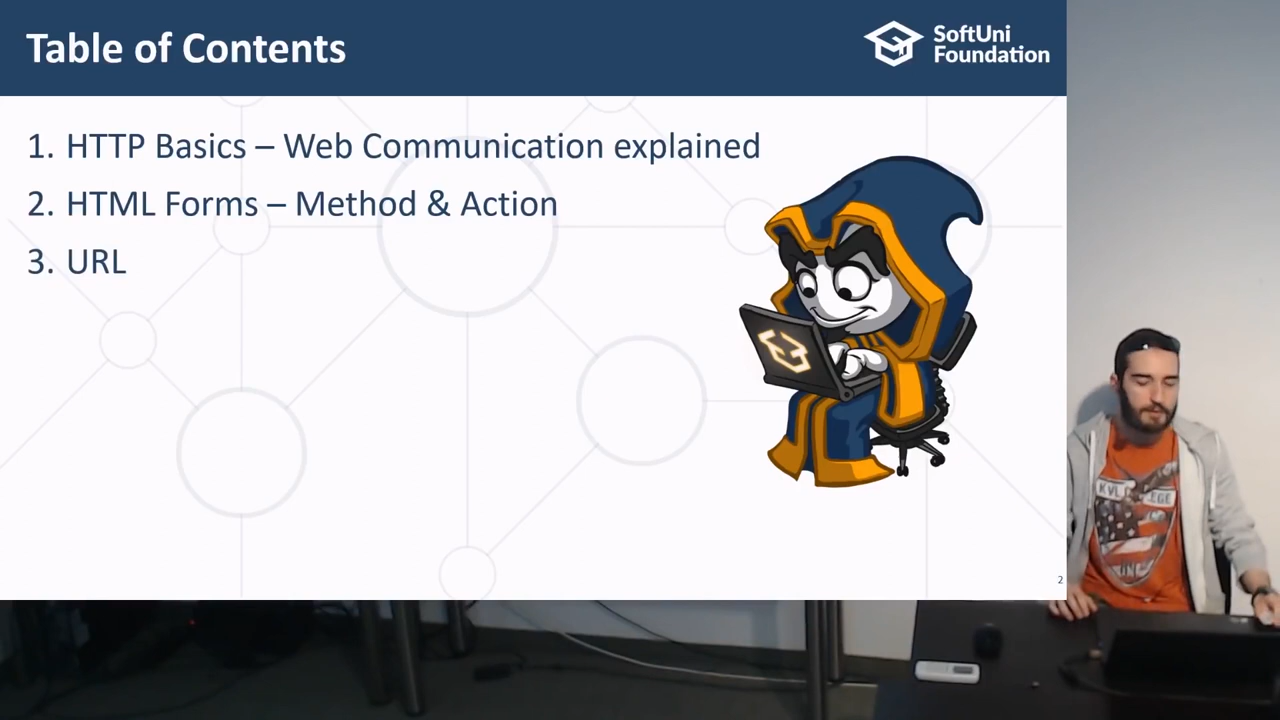 Table of Contents
SoftUni
Foundation
1. HTTP Basics – Web Communication explained
2. HTML Forms – Method & Action
3. URL
2